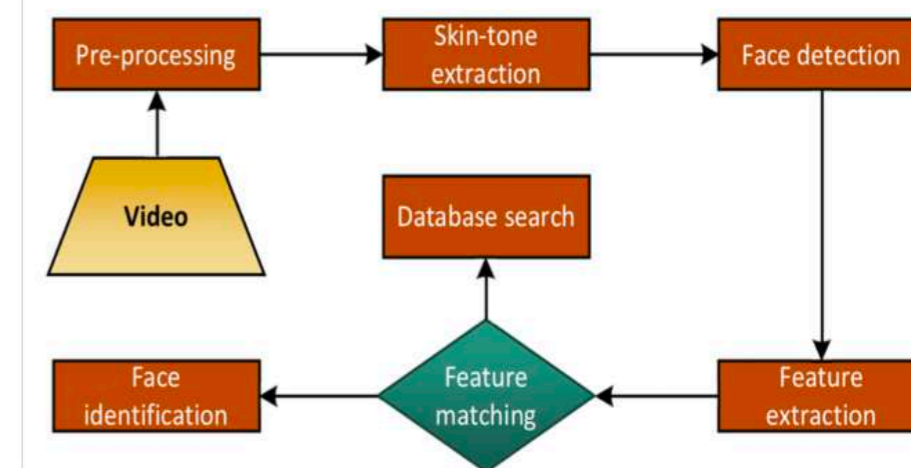 Pre-processing
Skin-tone
extraction
Face detection
Video
Database search
Face
identification
Feature
matching
Feature
extraction